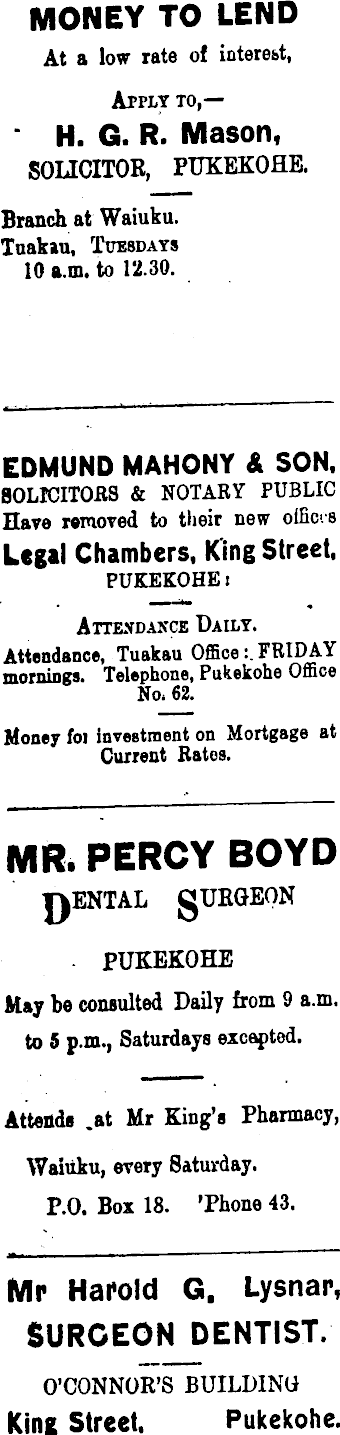 MONEY TO LEND
At a low rate of interest,
APPLY TO,—
H. G. R. Mason,
SOLICITOR, PUKEKOHE.
Branch at Waiuku.
Tuakau, TUESDAYS
10 a.m. to 12.30.
EDMUND MAHONY & SON,
SOLICITORS & NOTARY PUBLIC
Have removed to their new offices
Legal Chambers, King Street,
PUKEKOHE:
ATTENDANCE DAILY.
Attendance, Tuakau Office: FRIDAY
mornings. Telephone, Pukekohe Office
No. 62.
Money for investment on Mortgage at
Current Rates.
MR. PERCY BOYD
DENTAL SURGEON
PUKEKOHE
May be consulted Daily from 9 a.m.
to 5 p.m., Saturdays excepted.
Attends at Mr King's Pharmacy,
Waiuku, every Saturday.
P.O. Box 18. 'Phone 43.
Mr Harold G. Lysnar,
SURGEON DENTIST.
O'CONNOR'S BUILDING
King Street, Pukekohe.